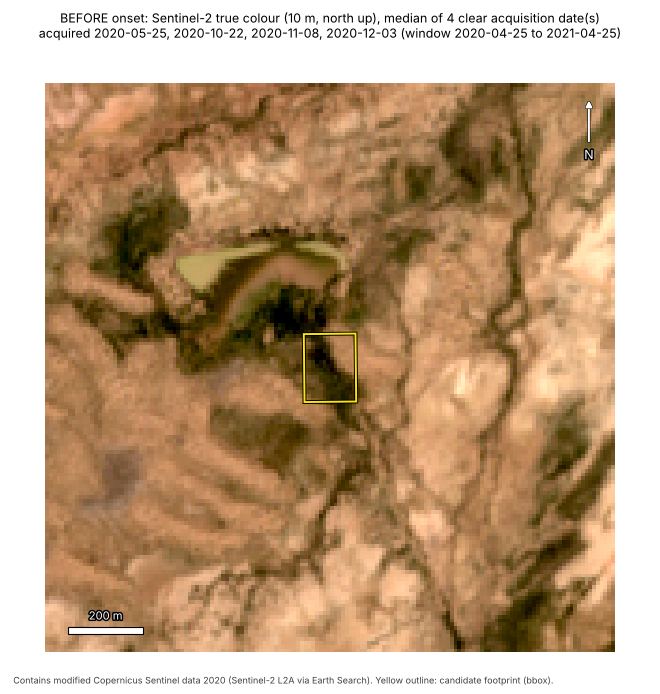 BEFORE onset: Sentinel-2 true colour (10 m, north up), median of 4 clear acquisition date(s)
acquired 2020-05-25, 2020-10-22, 2020-11-08, 2020-12-03 (window 2020-04-25 to 2021-04-25)
N
200 m
Contains modified Copernicus Sentinel data 2020 (Sentinel-2 L2A via Earth Search). Yellow outline: candidate footprint (bbox).